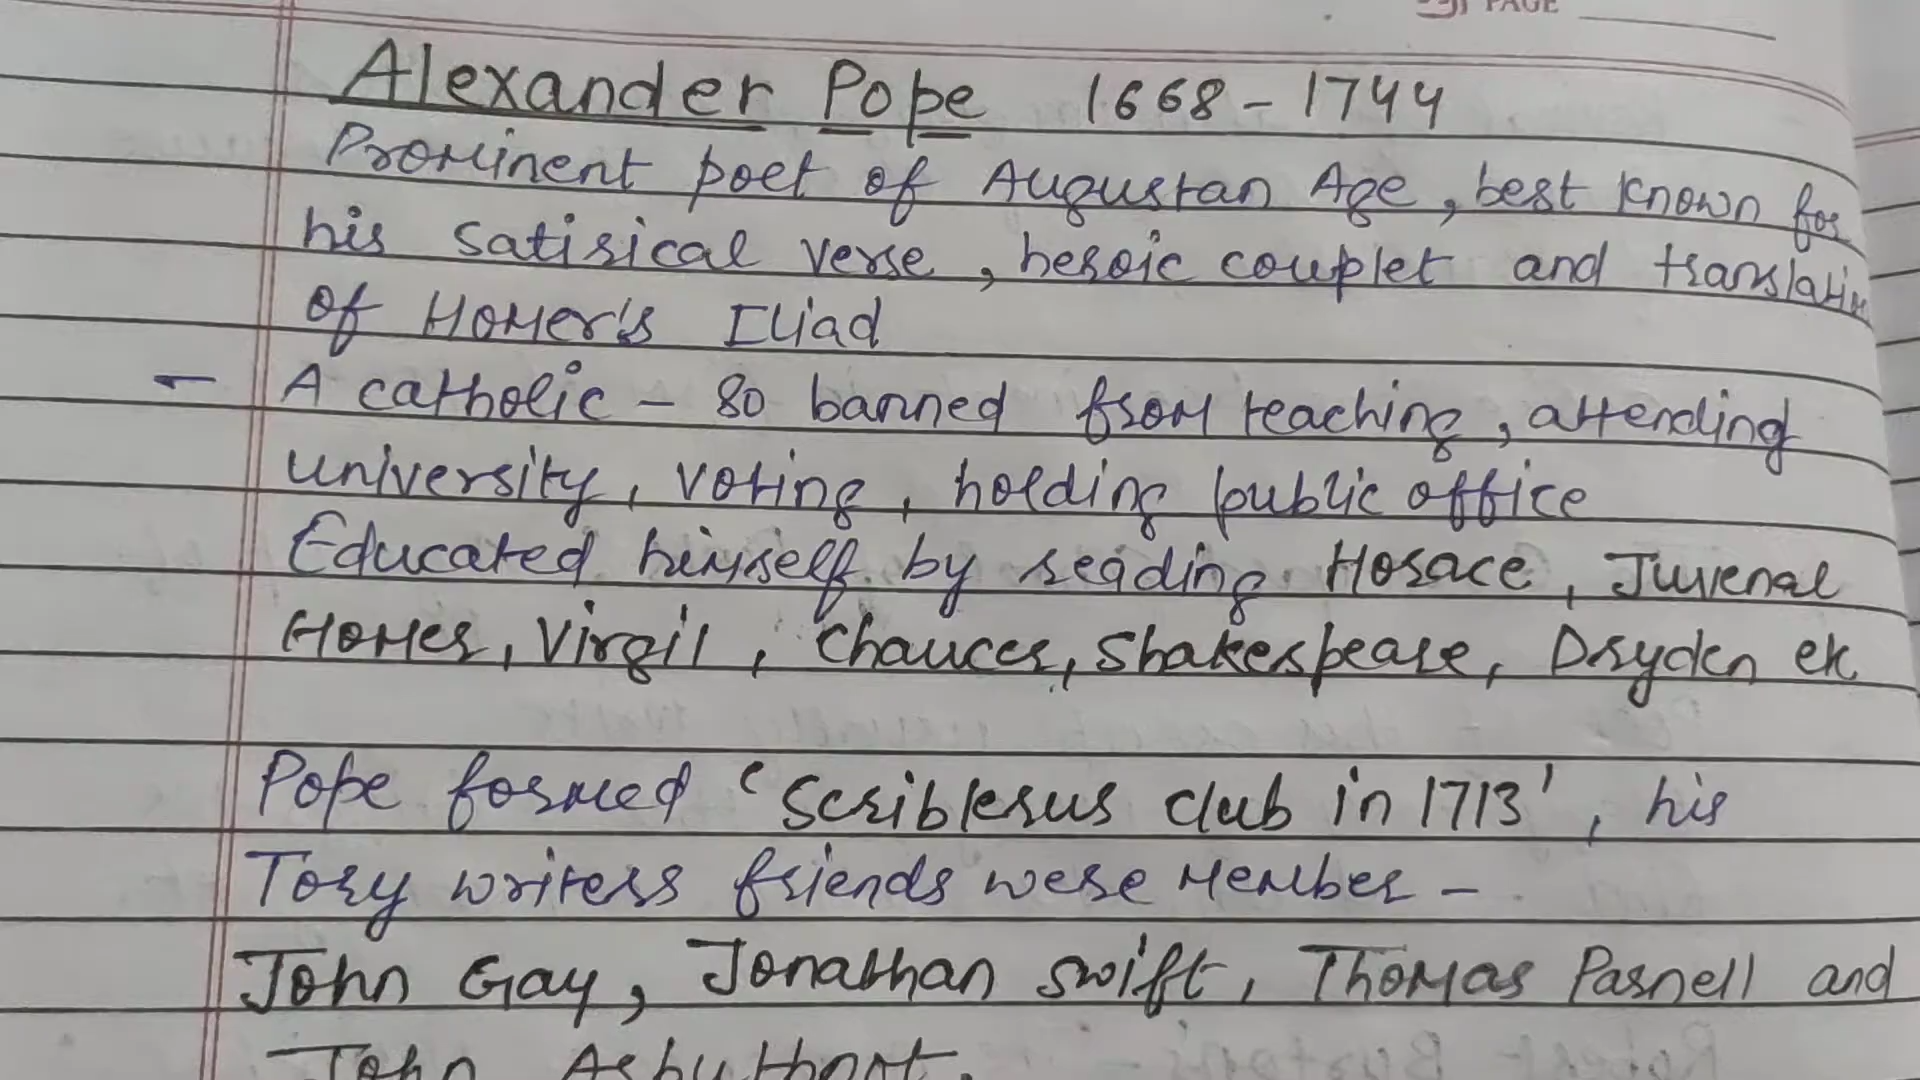 PAGE
Alexander Pope 1668-1744
Prominent poet of Augustan Age, best known for
his satirical verse, heroic couplet and translation
of Homer's Iliad
- A catholic - so banned from teaching, attending
university, voting, holding public office
Educated himself by reading Horace, Juvenal
Homer, Virgil, Chaucer, Shakespeare, Dryden etc
Pope formed 'Scriblerus club in 1713', his
Tory writers friends were member -
John Gay, Jonathan Swift, Thomas Parnell and
John Arbuthnot.